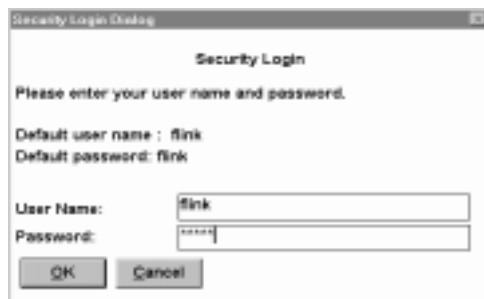 Security Login Dialog
Security Login
Please enter your user name and password.
Default user name : flink
Default password: flink
User Name: flink
Password: *****
OK Cancel